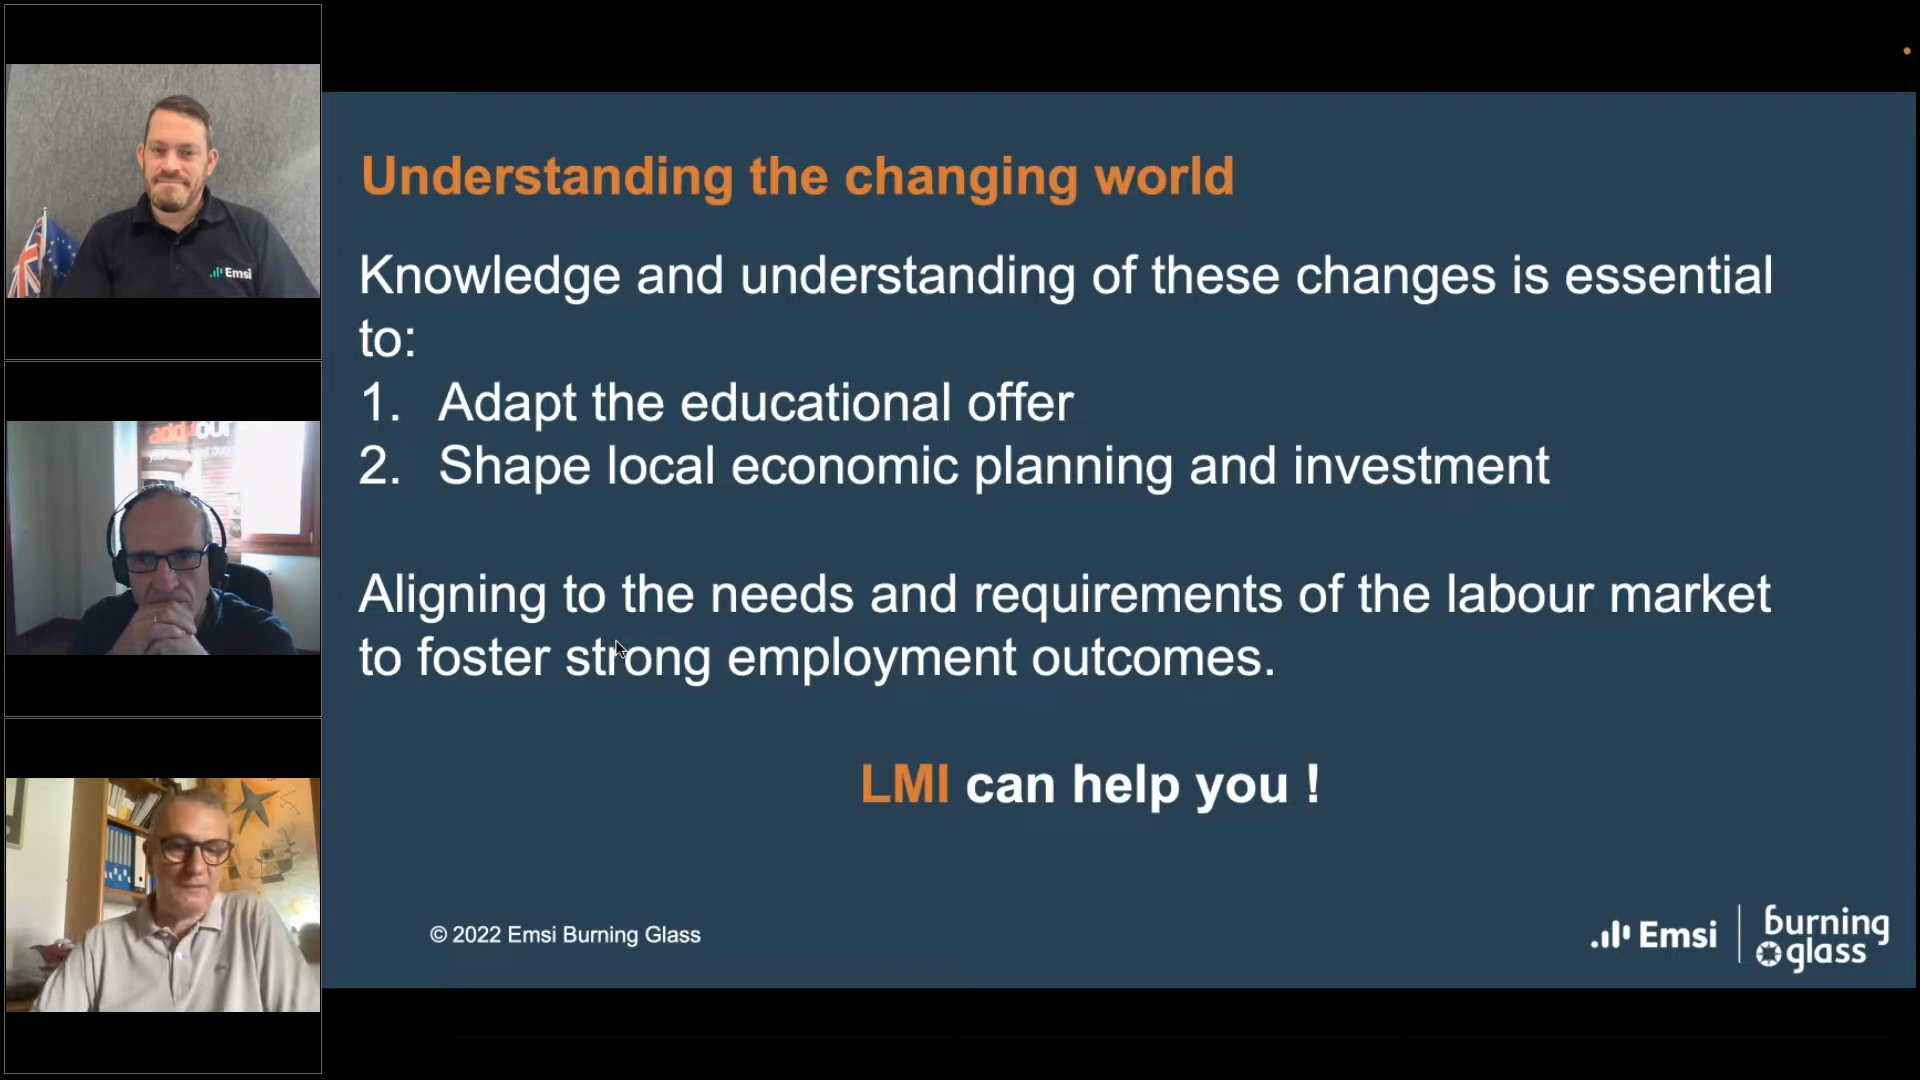 Emsi
Understanding the changing world
Knowledge and understanding of these changes is essential
to:
1. Adapt the educational offer
2. Shape local economic planning and investment
Aligning to the needs and requirements of the labour market
to foster strong employment outcomes.
LMI can help you !
© 2022 Emsi Burning Glass
Emsi
burning
glass